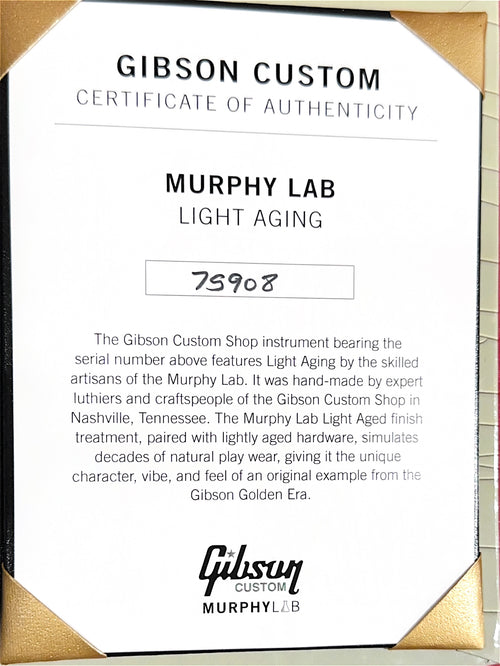 GIBSON CUSTOM
CERTIFICATE OF AUTHENTICITY
MURPHY LAB
LIGHT AGING
75908
The Gibson Custom Shop instrument bearing the
serial number above features Light Aging by the skilled
artisans of the Murphy Lab. It was hand-made by expert
luthiers and craftspeople of the Gibson Custom Shop in
Nashville, Tennessee. The Murphy Lab Light Aged finish
treatment, paired with lightly aged hardware, simulates
decades of natural play wear, giving it the unique
character, vibe, and feel of an original example from the
Gibson Golden Era.
Gibson
CUSTOM
MURPHYLAB